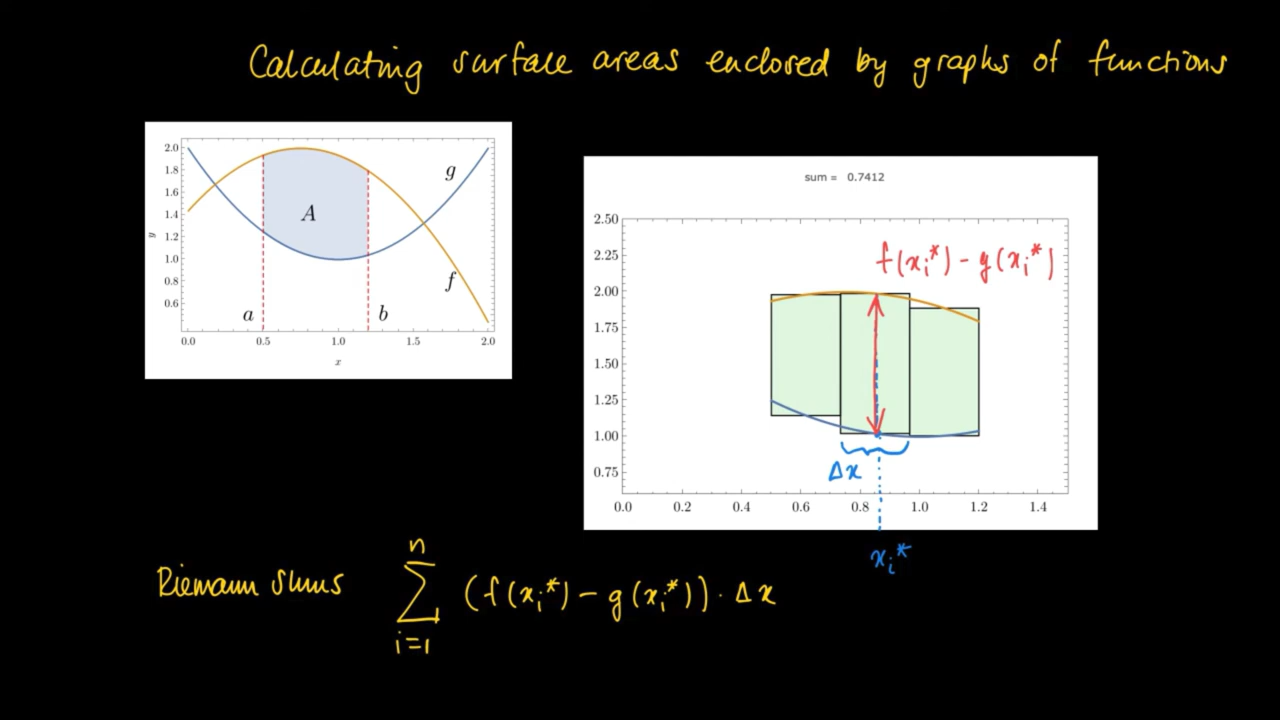 Calculating surface areas enclosed by graphs of functions
2.0
1.8
1.6
1.4
1.2
1.0
0.8
0.6
y
g
A
f
a
b
0.0 0.5 1.0 1.5 2.0
x
sum = 0.7412
2.50
2.25
2.00
1.75
1.50
1.25
1.00
0.75
f(xᵢ*) - g(xᵢ*)
Δx
0.0 0.2 0.4 0.6 0.8 1.0 1.2 1.4
xᵢ*
Riemann sums
n
∑ (f(xᵢ*) - g(xᵢ*)) · Δx
i=1